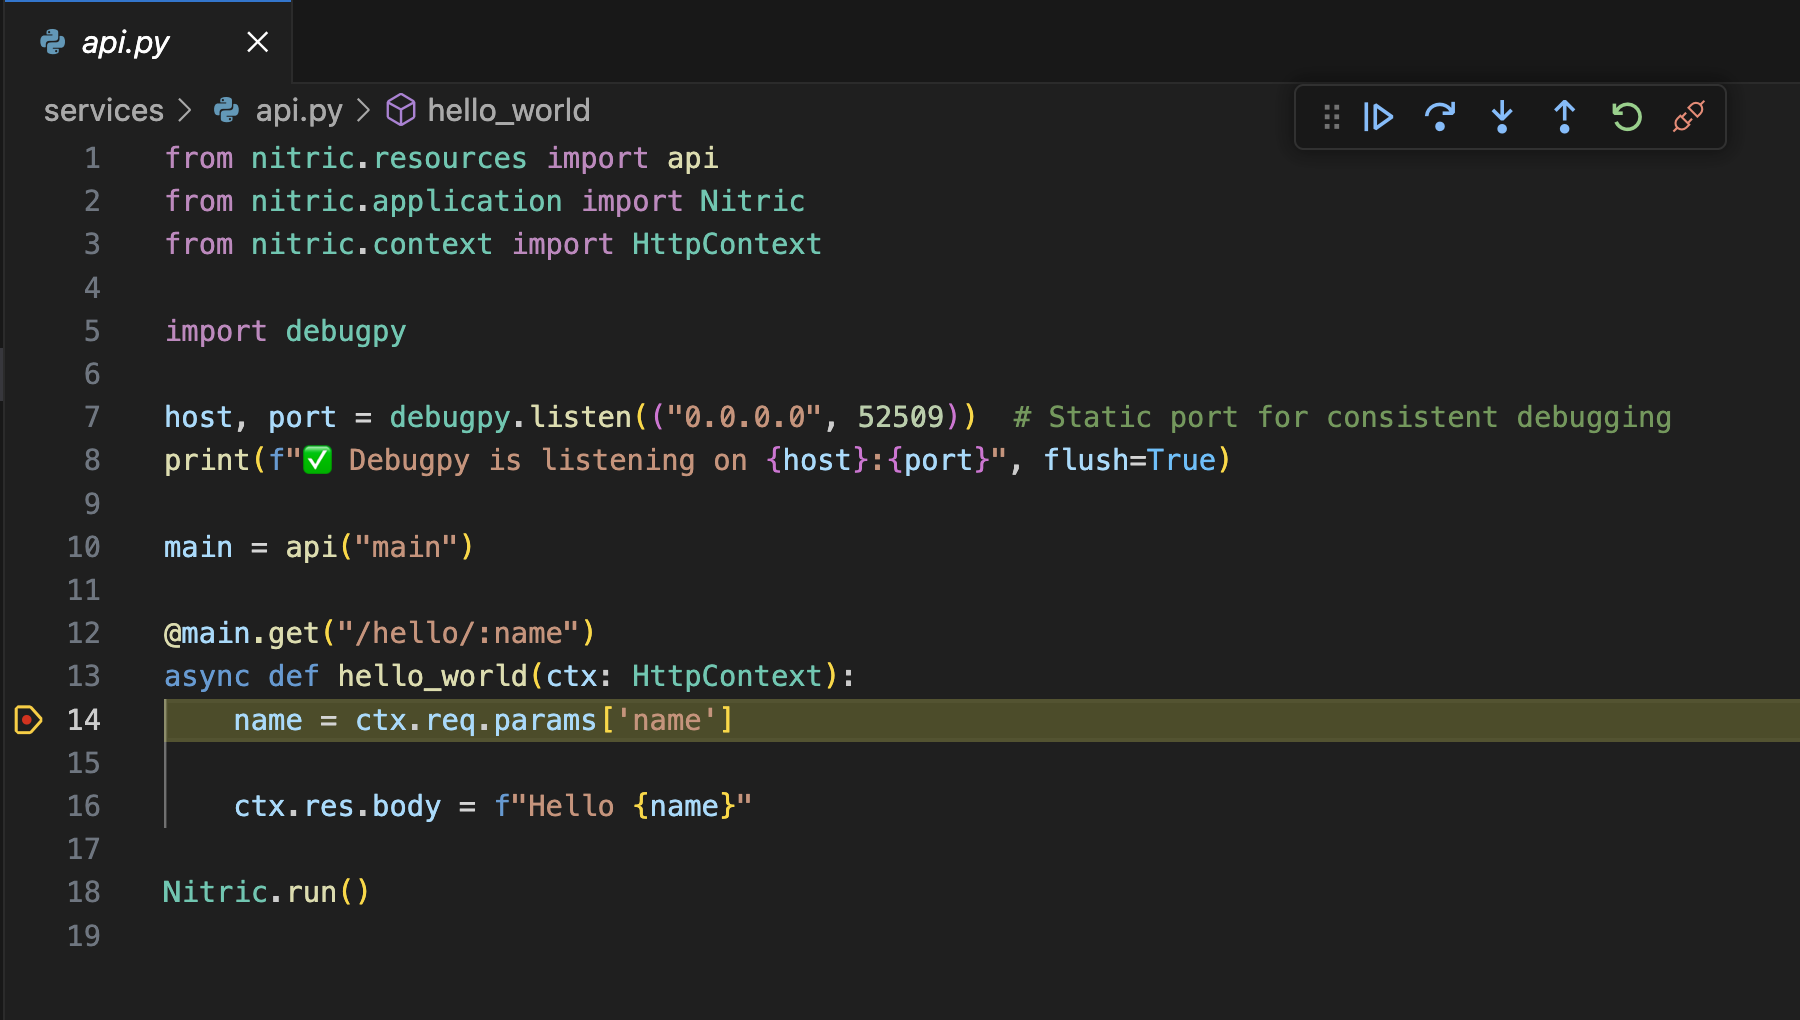 api.py
services > api.py > hello_world
1 from nitric.resources import api
2 from nitric.application import Nitric
3 from nitric.context import HttpContext
4
5 import debugpy
6
7 host, port = debugpy.listen(("0.0.0.0", 52509))  # Static port for consistent debugging
8 print(f"✅ Debugpy is listening on {host}:{port}", flush=True)
9
10 main = api("main")
11
12 @main.get("/hello/:name")
13 async def hello_world(ctx: HttpContext):
14     name = ctx.req.params['name']
15
16     ctx.res.body = f"Hello {name}"
17
18 Nitric.run()
19